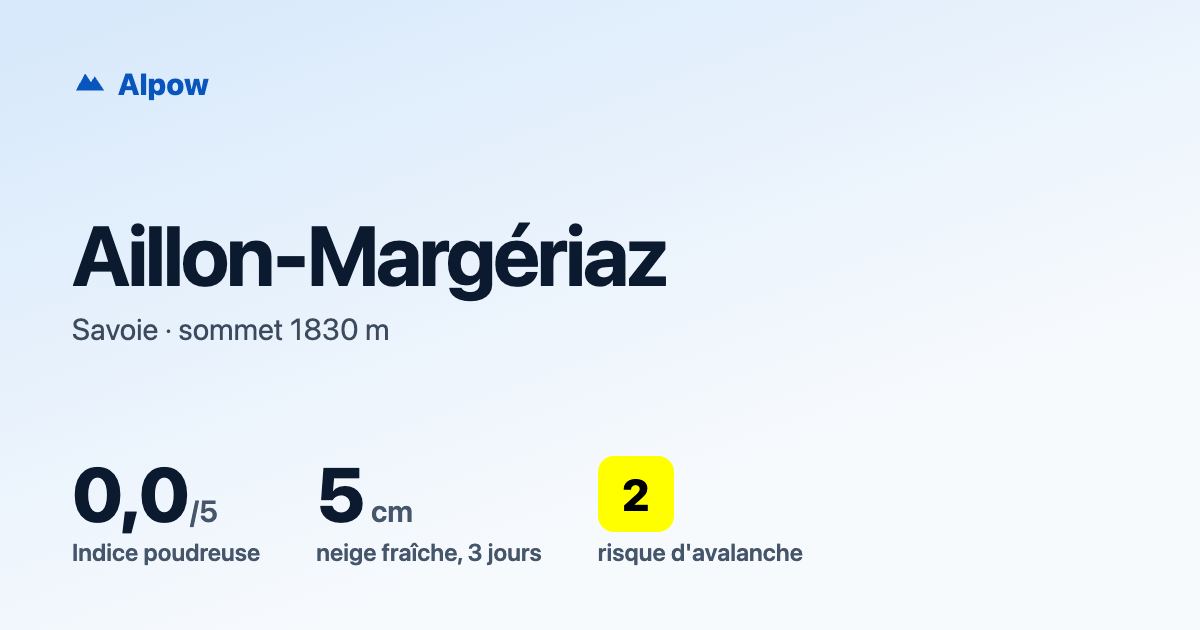 Alpow
Aillon-Margériaz
Savoie · sommet 1830 m
0,0/5
Indice poudreuse
5 cm
neige fraîche, 3 jours
2
risque d'avalanche